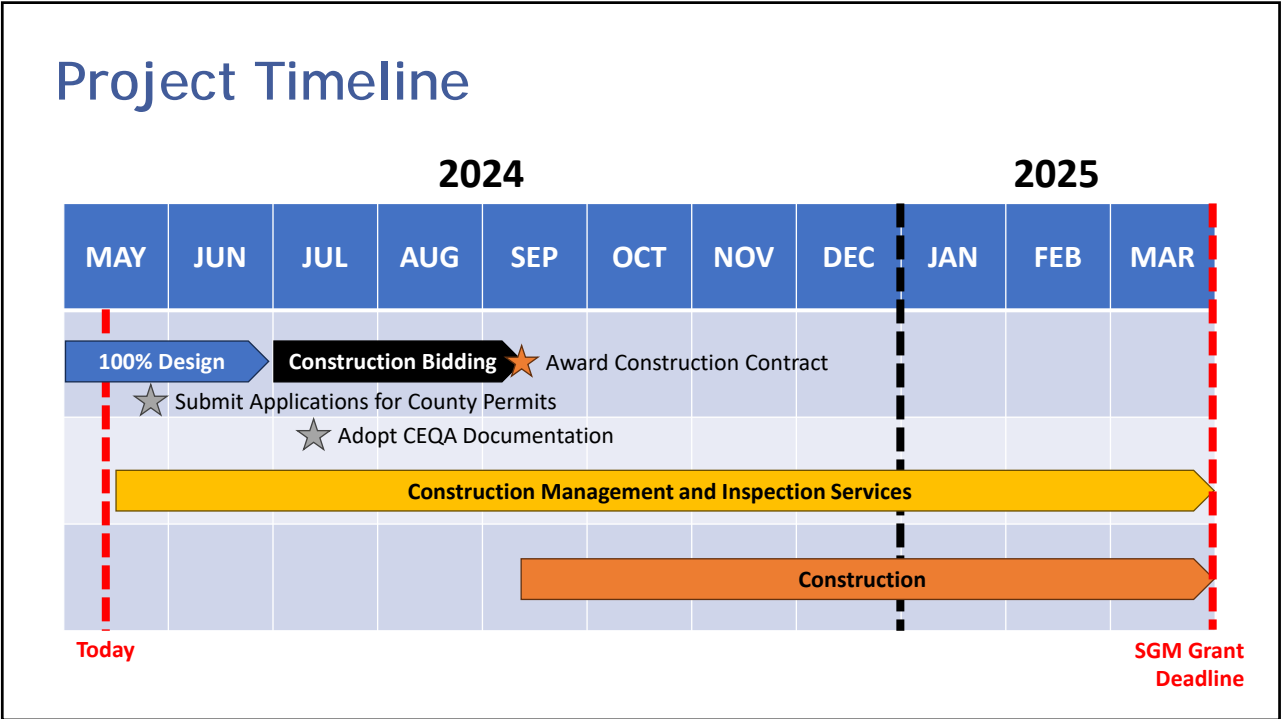 Project Timeline
2024
2025
MAY JUN JUL AUG SEP OCT NOV DEC JAN FEB MAR
100% Design
Construction Bidding
Award Construction Contract
Submit Applications for County Permits
Adopt CEQA Documentation
Construction Management and Inspection Services
Construction
Today
SGM Grant
Deadline